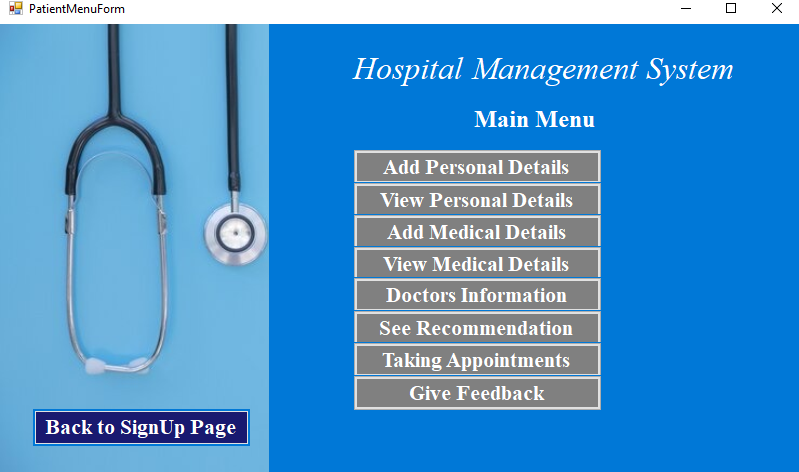 PatientMenuForm
Hospital Management System
Main Menu
Add Personal Details
View Personal Details
Add Medical Details
View Medical Details
Doctors Information
See Recommendation
Taking Appointments
Give Feedback
Back to SignUp Page